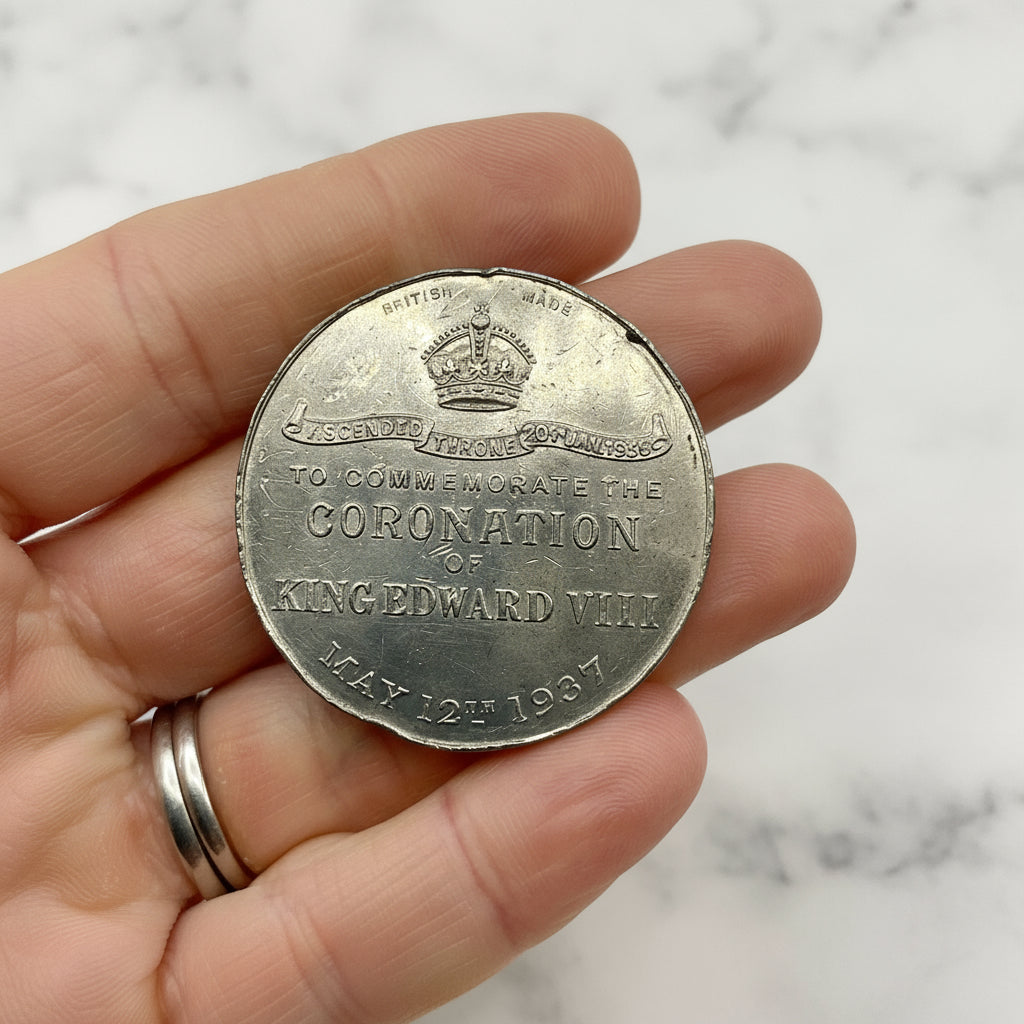 BRITISH MADE
ASCENDED THRONE 20TH JAN. 1936
TO COMMEMORATE THE
CORONATION
OF
KING EDWARD VIII
MAY 12TH 1937